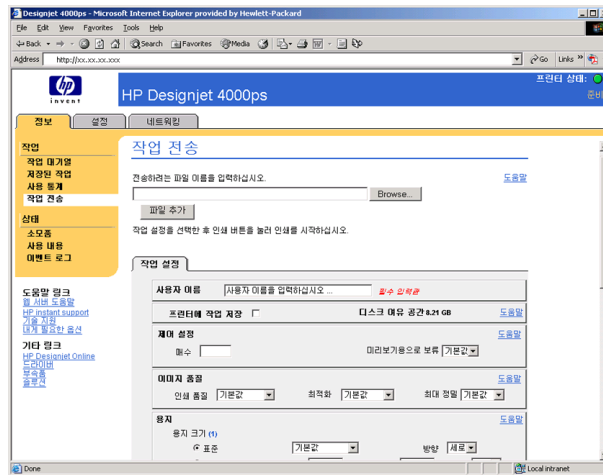 Designjet 4000ps - Microsoft Internet Explorer provided by Hewlett-Packard
File Edit View Favorites Tools Help
Back Search Favorites Media
Address http://xx.xx.xx.xxx Go Links »
hp
invent
HP Designjet 4000ps
프린터 상태:
준비
정보 설정 네트워킹
작업
작업 대기열
저장된 작업
사용 통계
작업 전송
상태
소모품
사용 내용
이벤트 로그
도움말 링크
웹 서버 도움말
HP instant support
기술 지원
내게 필요한 옵션
기타 링크
HP Designjet Online
드라이버
부속품
솔루션
작업 전송
전송하려는 파일 이름을 입력하십시오. 도움말
Browse...
파일 추가
작업 설정을 선택한 후 인쇄 버튼을 눌러 인쇄를 시작하십시오.
작업 설정
사용자 이름 사용자 이름을 입력하십시오 ... 필수 입력란
프린터에 작업 저장 디스크 여유 공간 8.21 GB 도움말
제어 설정 도움말
매수 미리보기용으로 보류 기본값
이미지 품질 도움말
인쇄 품질 기본값 최적화 기본값 최대 정밀 기본값
용지 도움말
용지 크기 (1)
표준 기본값 방향 세로
Done Local intranet